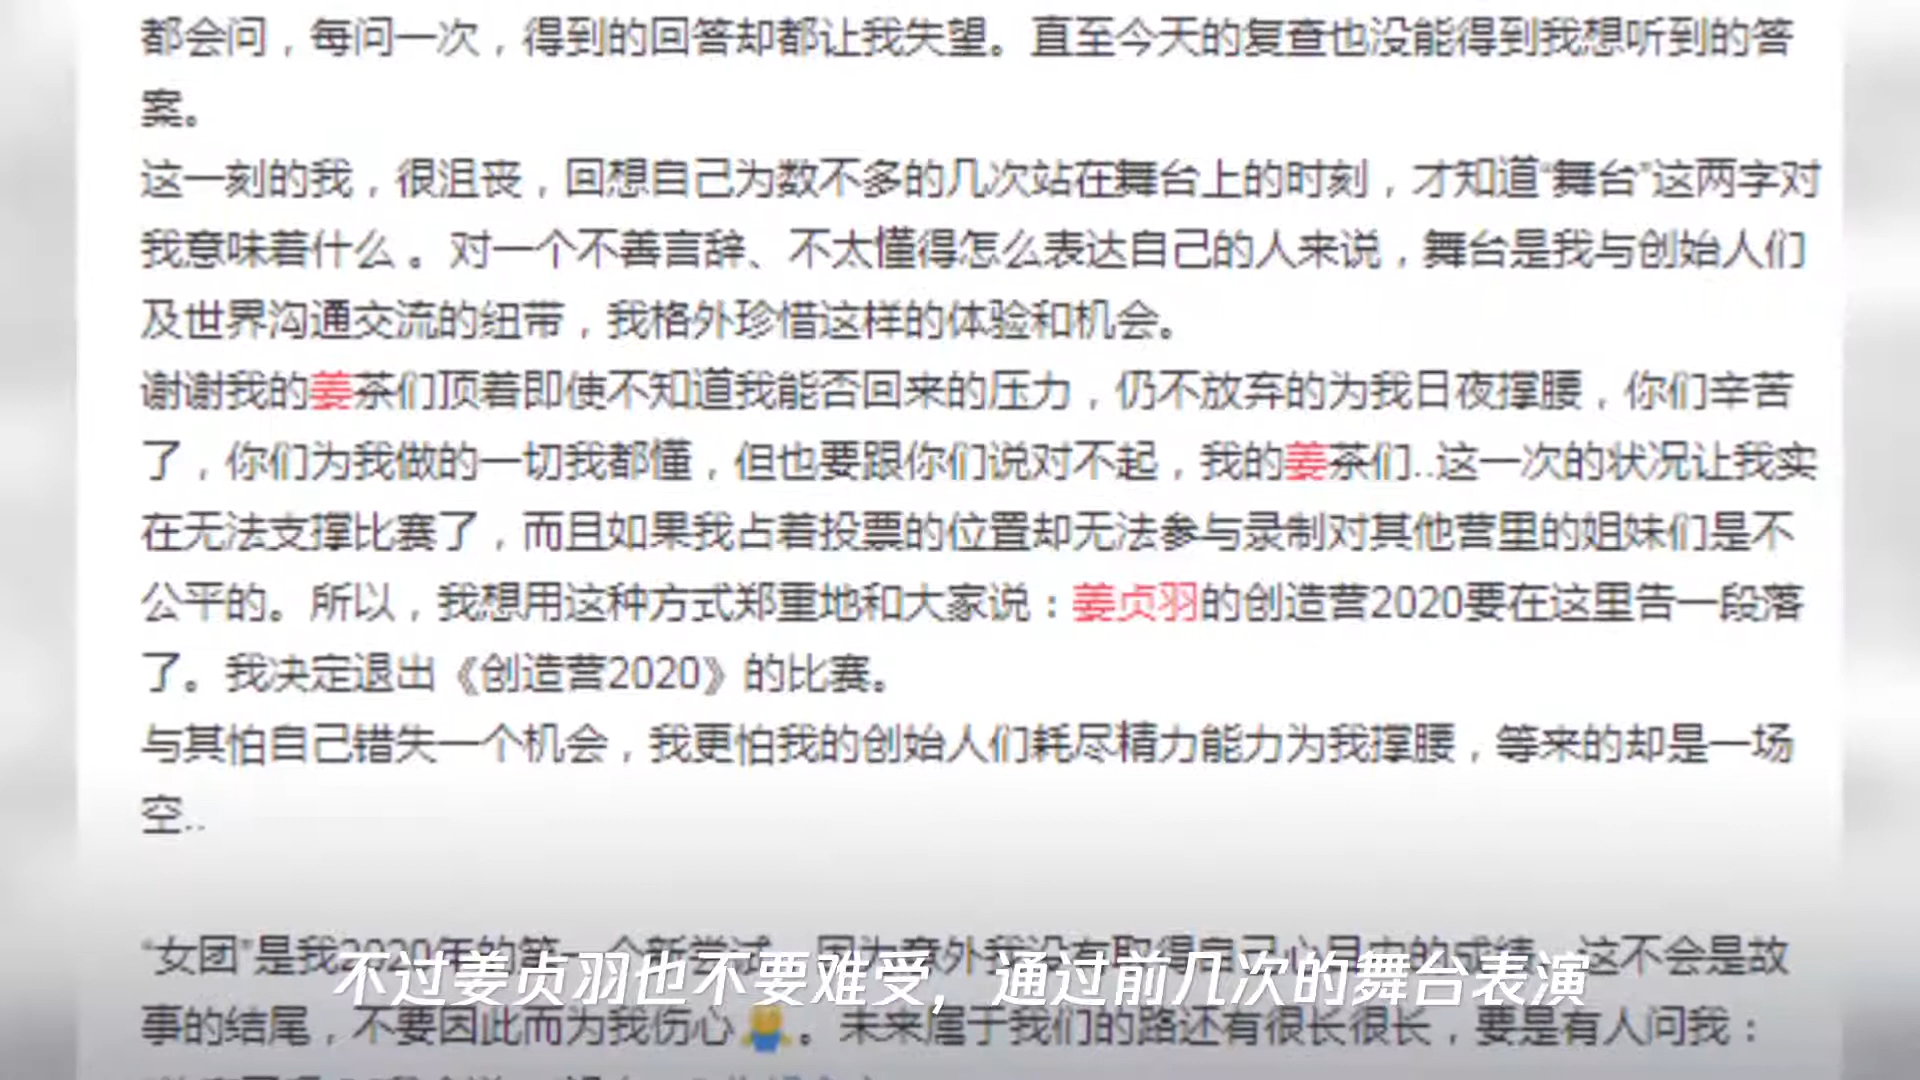 都会问，每问一次，得到的回答却都让我失望。直至今天的复查也没能得到我想听到的答
案。
这一刻的我，很沮丧，回想自己为数不多的几次站在舞台上的时刻，才知道“舞台”这两字对
我意味着什么 。对一个不善言辞、不太懂得怎么表达自己的人来说，舞台是我与创始人们
及世界沟通交流的纽带，我格外珍惜这样的体验和机会。
谢谢我的姜茶们顶着即使不知道我能否回来的压力，仍不放弃的为我日夜撑腰，你们辛苦
了，你们为我做的一切我都懂，但也要跟你们说对不起，我的姜茶们..这一次的状况让我实
在无法支撑比赛了，而且如果我占着投票的位置却无法参与录制对其他营里的姐妹们是不
公平的。所以，我想用这种方式郑重地和大家说：姜贞羽的创造营2020要在这里告一段落
了。我决定退出《创造营2020》的比赛。
与其怕自己错失一个机会，我更怕我的创始人们耗尽精力能力为我撑腰，等来的却是一场
空..
“女团”是我2020年的第一个新尝试，因为意外我没有取得自己心目中的成绩，这不会是故
不过姜贞羽也不要难受，通过前几次的舞台表演
事的结尾，不要因此而为我伤心。未来属于我们的路还有很长很长，要是有人问我：